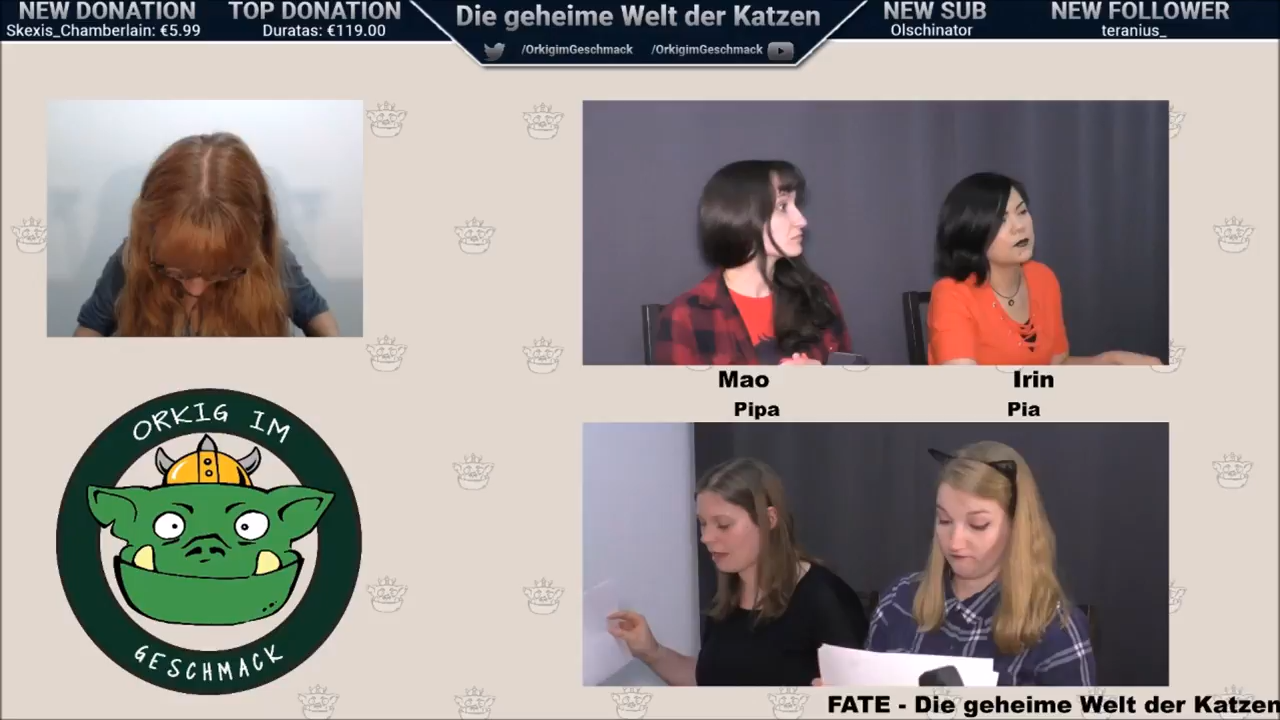 NEW DONATION
Skexis_Chamberlain: €5.99
TOP DONATION
Duratas: €119.00
Die geheime Welt der Katzen
/OrkigimGeschmack
/OrkigimGeschmack
NEW SUB
Olschinator
NEW FOLLOWER
teranius_
Mao
Irin
Pipa
Pia
ORKIG IM
GESCHMACK
FATE - Die geheime Welt der Katzen